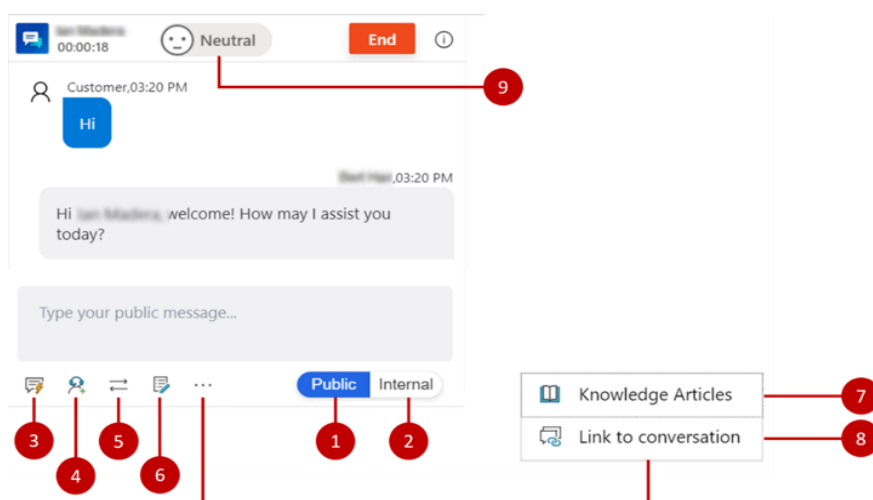 00:00:18
Neutral
End
9
Customer,03:20 PM
Hi
,03:20 PM
Hi welcome! How may I assist you
today?
Type your public message...
Public Internal
Knowledge Articles
7
Link to conversation
8
3
4
5
6
1
2